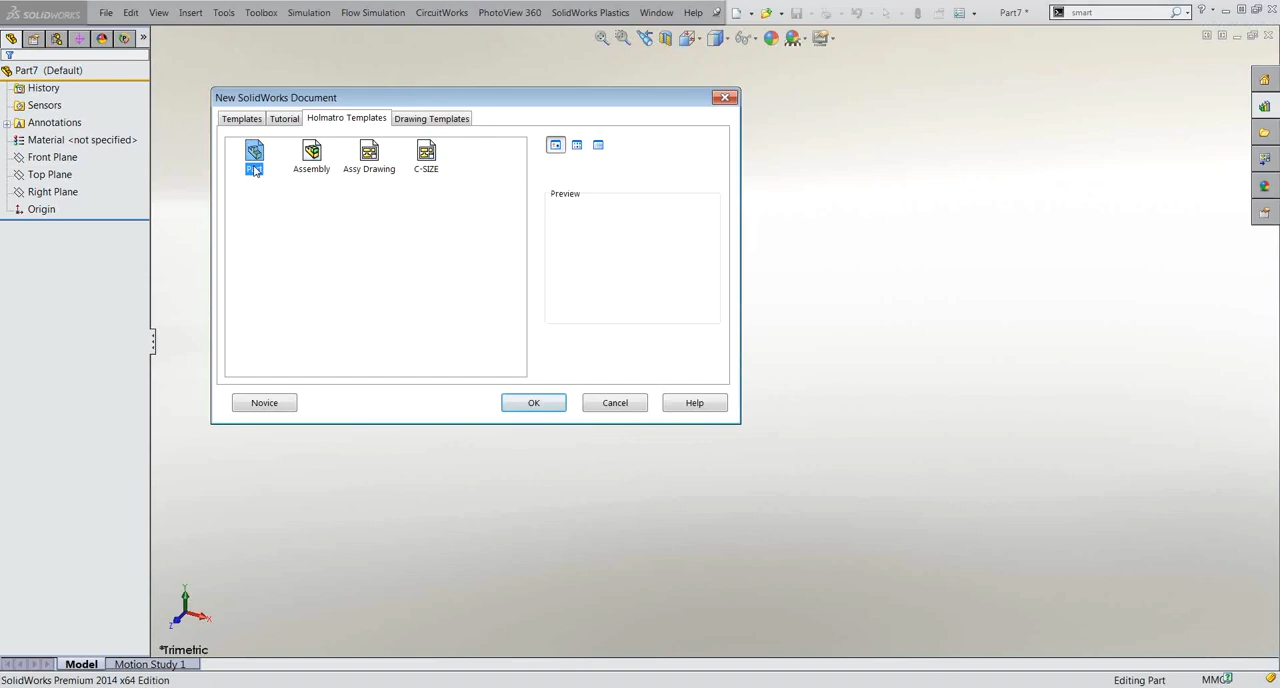 SOLIDWORKS File Edit View Insert Tools Toolbox Simulation Flow Simulation CircuitWorks PhotoView 360 SolidWorks Plastics Window Help Part7 * smart
Part7 (Default)
History
Sensors
Annotations
Material <not specified>
Front Plane
Top Plane
Right Plane
Origin
New SolidWorks Document
Templates Tutorial Holmatro Templates Drawing Templates
Assembly Assy Drawing C-SIZE
Preview
Novice OK Cancel Help
Y
X
Z
*Trimetric
Model Motion Study 1
SolidWorks Premium 2014 x64 Edition Editing Part